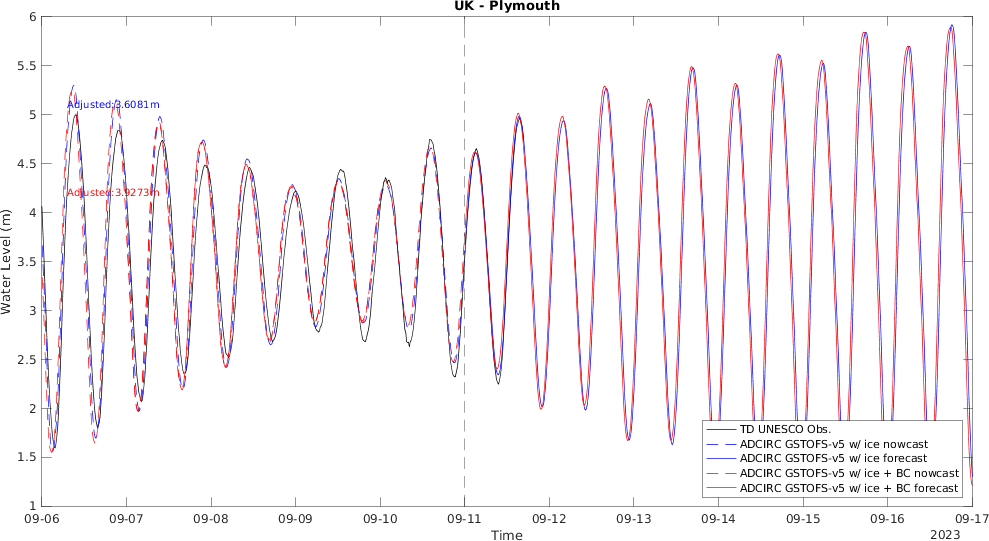 UK - Plymouth
6
5.5
5
4.5
4
3.5
3
2.5
2
1.5
1
Water Level (m)
Adjusted:3.6081m
Adjusted:3.9273m
TD UNESCO Obs.
ADCIRC GSTOFS-v5 w/ ice nowcast
ADCIRC GSTOFS-v5 w/ ice forecast
ADCIRC GSTOFS-v5 w/ ice + BC nowcast
ADCIRC GSTOFS-v5 w/ ice + BC forecast
09-06 09-07 09-08 09-09 09-10 09-11 09-12 09-13 09-14 09-15 09-16 09-17
Time
2023